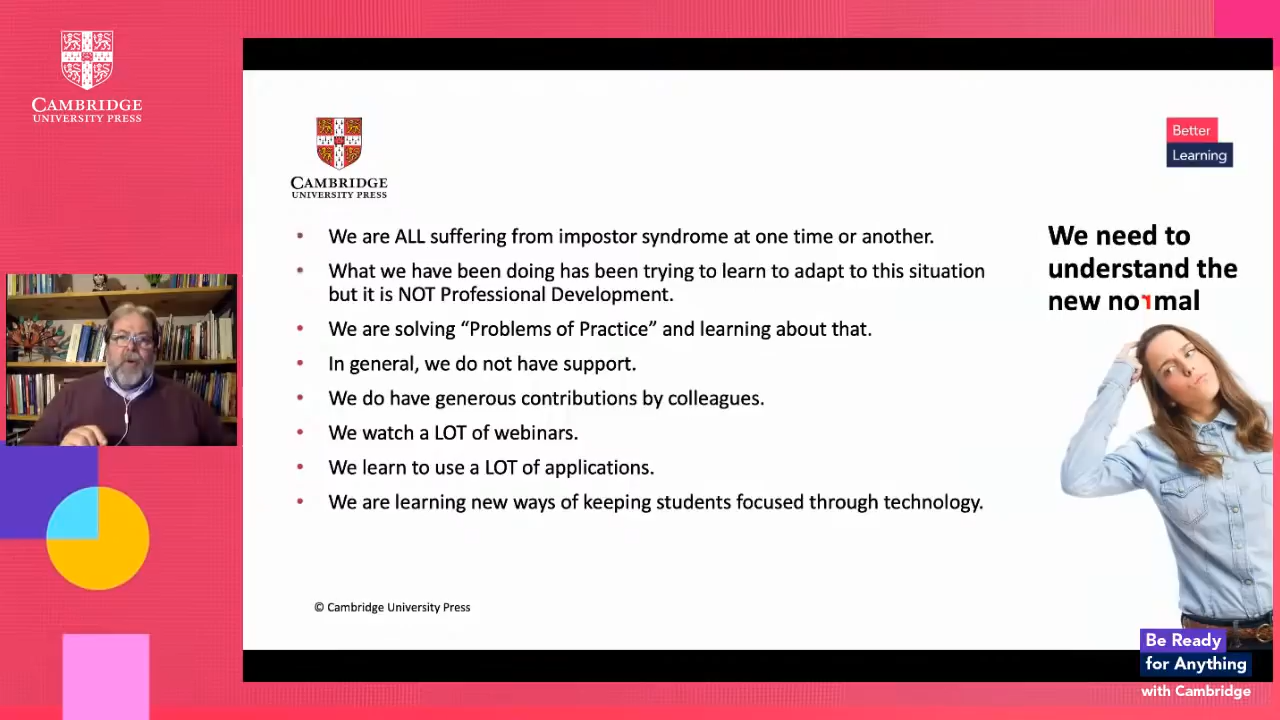 CAMBRIDGE
UNIVERSITY PRESS
CAMBRIDGE
UNIVERSITY PRESS
Better
Learning
• We are ALL suffering from impostor syndrome at one time or another.
• What we have been doing has been trying to learn to adapt to this situation
but it is NOT Professional Development.
• We are solving “Problems of Practice” and learning about that.
• In general, we do not have support.
• We do have generous contributions by colleagues.
• We watch a LOT of webinars.
• We learn to use a LOT of applications.
• We are learning new ways of keeping students focused through technology.
We need to
understand the
new normal
© Cambridge University Press
Be Ready
for Anything
with Cambridge